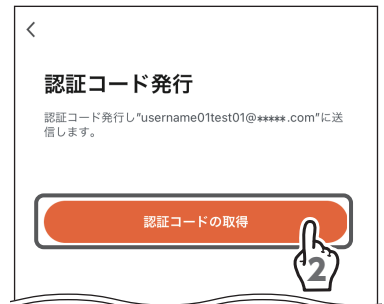 認証コード発行
認証コード発行し"username01test01@*****.com"に送
信します。
認証コードの取得
2